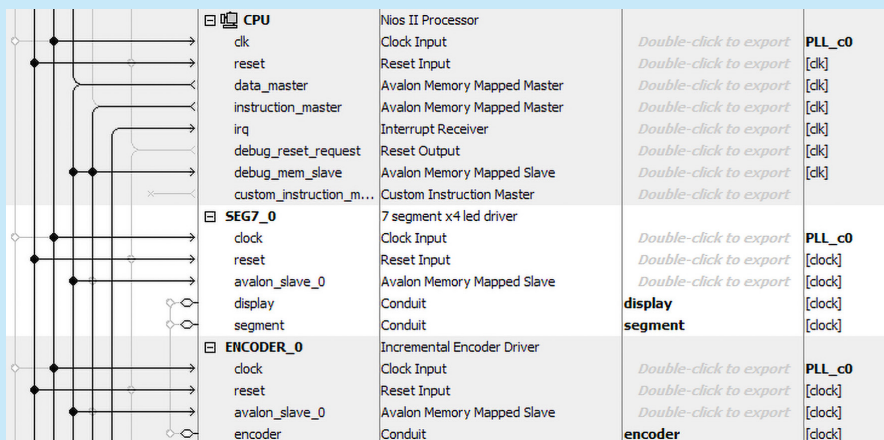 CPU Nios II Processor
clk Clock Input Double-click to export PLL_c0
reset Reset Input Double-click to export [clk]
data_master Avalon Memory Mapped Master Double-click to export [clk]
instruction_master Avalon Memory Mapped Master Double-click to export [clk]
irq Interrupt Receiver Double-click to export [clk]
debug_reset_request Reset Output Double-click to export [clk]
debug_mem_slave Avalon Memory Mapped Slave Double-click to export [clk]
custom_instruction_m... Custom Instruction Master Double-click to export
SEG7_0 7 segment x4 led driver
clock Clock Input Double-click to export PLL_c0
reset Reset Input Double-click to export [clock]
avalon_slave_0 Avalon Memory Mapped Slave Double-click to export [clock]
display Conduit display [clock]
segment Conduit segment [clock]
ENCODER_0 Incremental Encoder Driver
clock Clock Input Double-click to export PLL_c0
reset Reset Input Double-click to export [clock]
avalon_slave_0 Avalon Memory Mapped Slave Double-click to export [clock]
encoder Conduit encoder [clock]